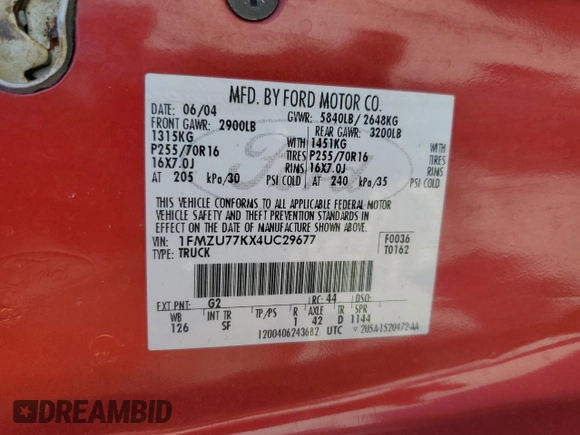 MFD. BY FORD MOTOR CO.
DATE: 06/04 GVWR: 5840LB/ 2648KG
FRONT GAWR: 2900LB REAR GAWR: 3200LB
1315KG 1451KG
P255/70R16 WITH TIRES P255/70R16 WITH TIRES
16X7.0J RIMS 16X7.0J RIMS
AT 205 kPa/30 PSI COLD AT 240 kPa/35 PSI COLD
THIS VEHICLE CONFORMS TO ALL APPLICABLE FEDERAL MOTOR
VEHICLE SAFETY AND THEFT PREVENTION STANDARDS IN
EFFECT ON THE DATE OF MANUFACTURE SHOWN ABOVE.
VIN: 1FMZU77KX4UC29677 F0036
TYPE: TRUCK T0162
EXT PNT: G2 RC: 44 DSO:
WB INT TR TP/PS R AXLE TR SPR
126 SF 1 42 D 1144
1200406243682 UTC
Ford
DREAMBID